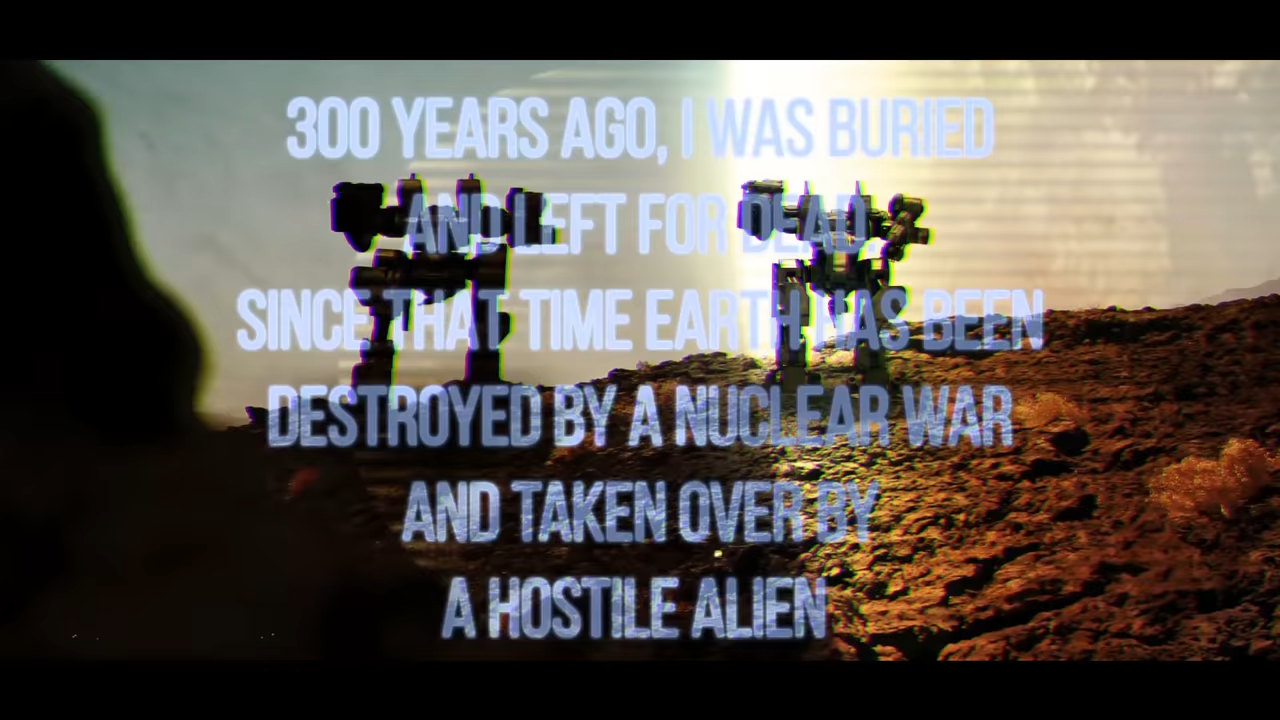 300 YEARS AGO, I WAS BURIED
AND LEFT FOR DEAD.
SINCE THAT TIME EARTH HAS BEEN
DESTROYED BY A NUCLEAR WAR
AND TAKEN OVER BY
A HOSTILE ALIEN